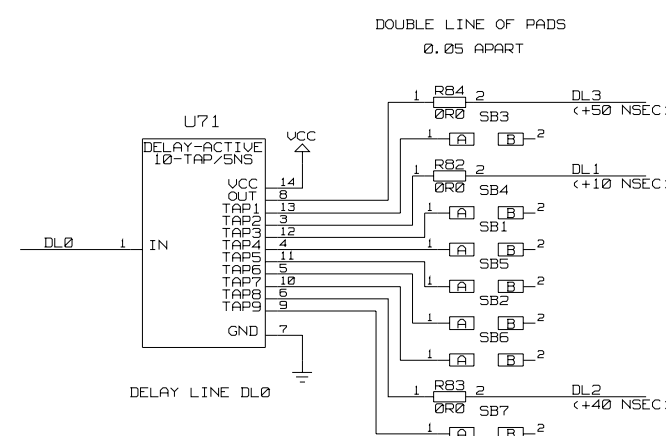 DOUBLE LINE OF PADS
0.05 APART
1 R84 2 DL3
0R0 SB3 (+50 NSEC)
U71
1 A B 2
VCC
DELAY-ACTIVE
10-TAP/5NS
1 R82 2 DL1
0R0 SB4 (+10 NSEC)
VCC 14
OUT 8
TAP1 13
1 A B 2
TAP2 3
SB1
TAP3 12
DL0 1 IN
TAP4 4
1 A B 2
TAP5 11
SB5
TAP6 5
TAP7 10
1 A B 2
TAP8 6
SB2
TAP9 9
1 A B 2
GND 7
SB6
1 A B 2
DELAY LINE DL0
1 R83 2 DL2
0R0 SB7 (+40 NSEC)
1 A B 2